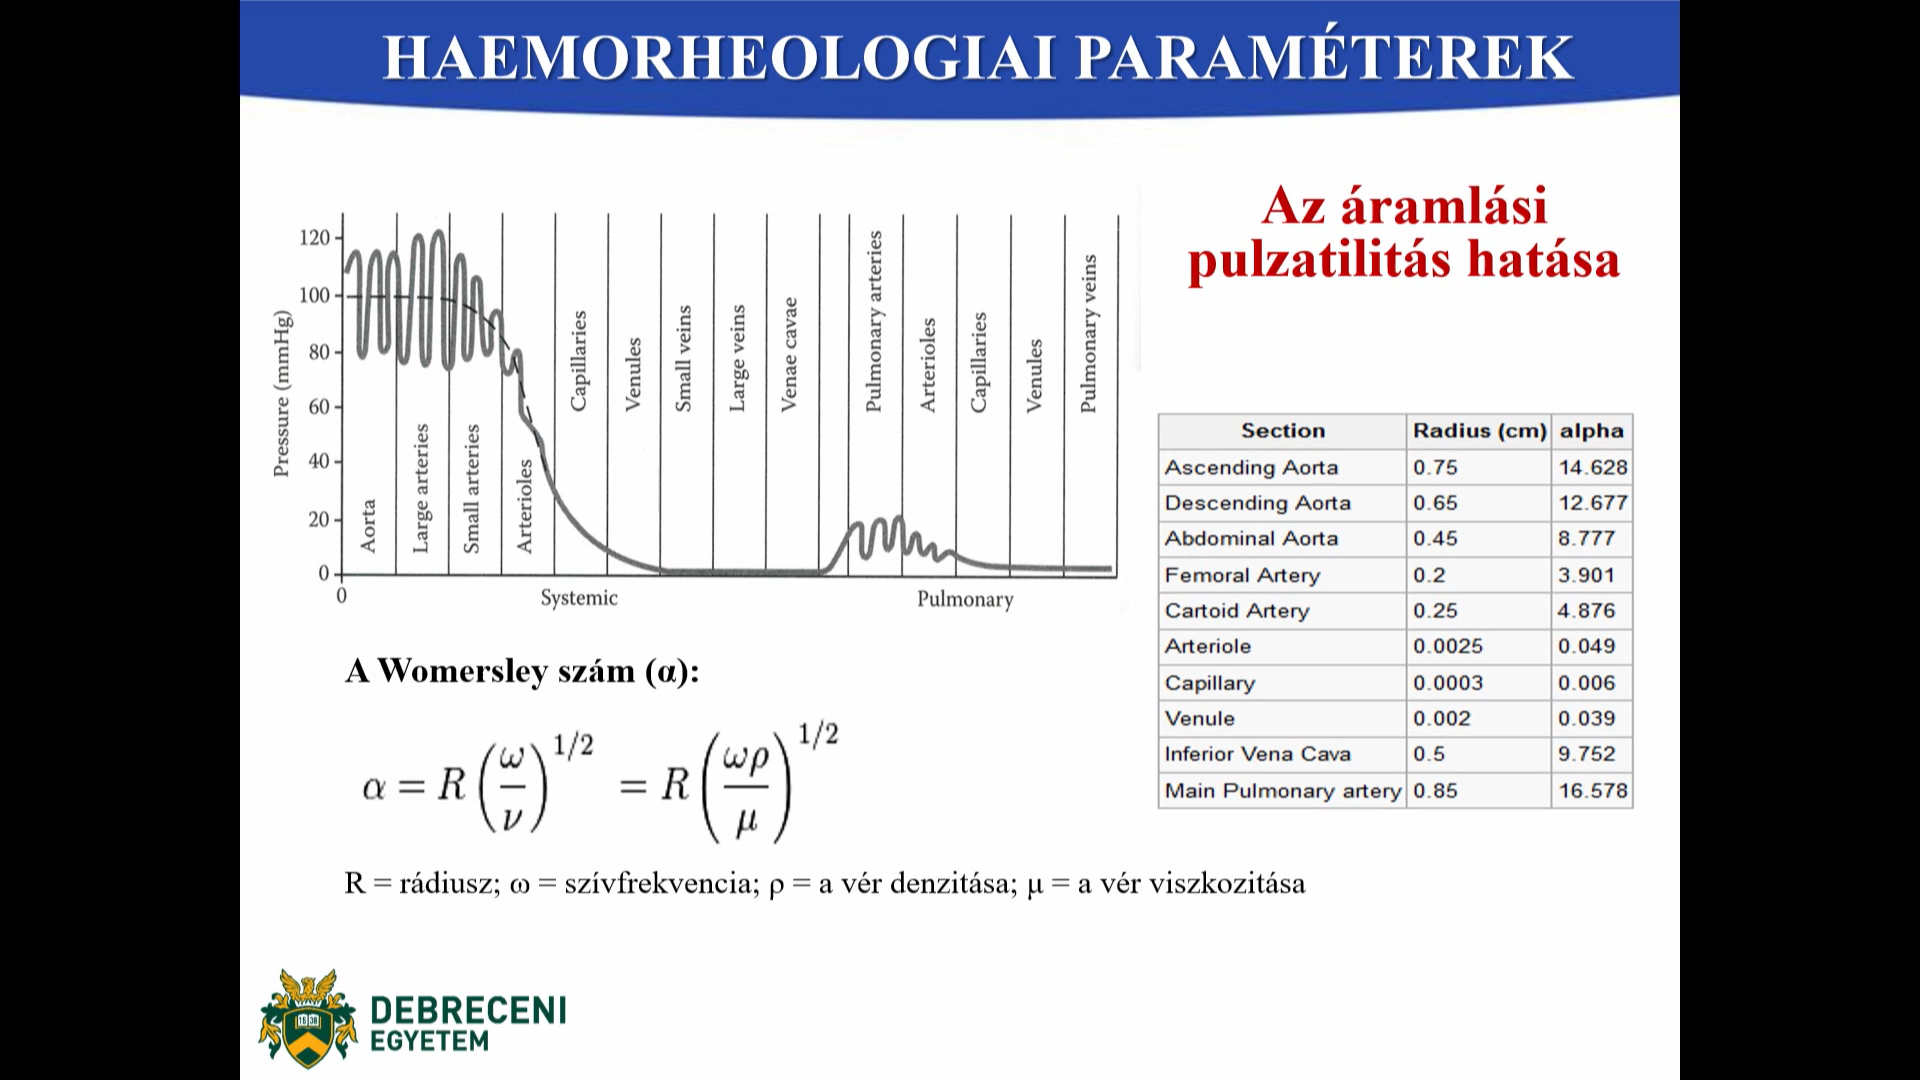 HAEMORHEOLOGIAI PARAMÉTEREK
Az áramlási
pulzatilitás hatása
Pressure (mmHg)
120
100
80
60
40
20
0
0
Aorta
Large arteries
Small arteries
Arterioles
Capillaries
Venules
Small veins
Large veins
Venae cavae
Pulmonary arteries
Arterioles
Capillaries
Venules
Pulmonary veins
Systemic
Pulmonary
Section Radius (cm) alpha
Ascending Aorta 0.75 14.628
Descending Aorta 0.65 12.677
Abdominal Aorta 0.45 8.777
Femoral Artery 0.2 3.901
Cartoid Artery 0.25 4.876
Arteriole 0.0025 0.049
Capillary 0.0003 0.006
Venule 0.002 0.039
Inferior Vena Cava 0.5 9.752
Main Pulmonary artery 0.85 16.578
A Womersley szám (α):
α = R (ω/ν)^1/2 = R (ωρ/μ)^1/2
R = rádiusz; ω = szívfrekvencia; ρ = a vér denzitása; μ = a vér viszkozitása
1538
DEBRECENI
EGYETEM